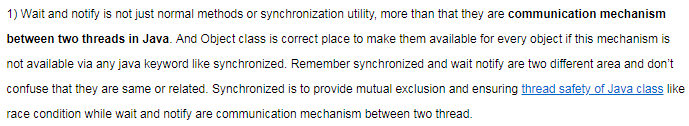 1) Wait and notify is not just normal methods or synchronization utility, more than that they are communication mechanism
between two threads in Java. And Object class is correct place to make them available for every object if this mechanism is
not available via any java keyword like synchronized. Remember synchronized and wait notify are two different area and don't
confuse that they are same or related. Synchronized is to provide mutual exclusion and ensuring thread safety of Java class like
race condition while wait and notify are communication mechanism between two thread.